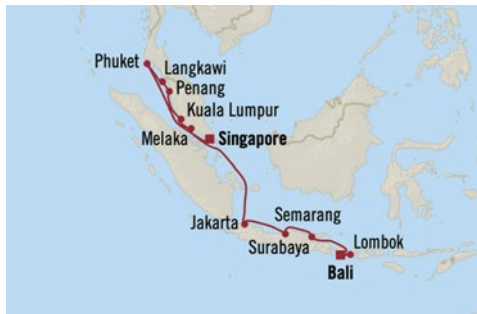 Phuket
Langkawi
Penang
Kuala Lumpur
Melaka
Singapore
Jakarta
Semarang
Surabaya
Lombok
Bali